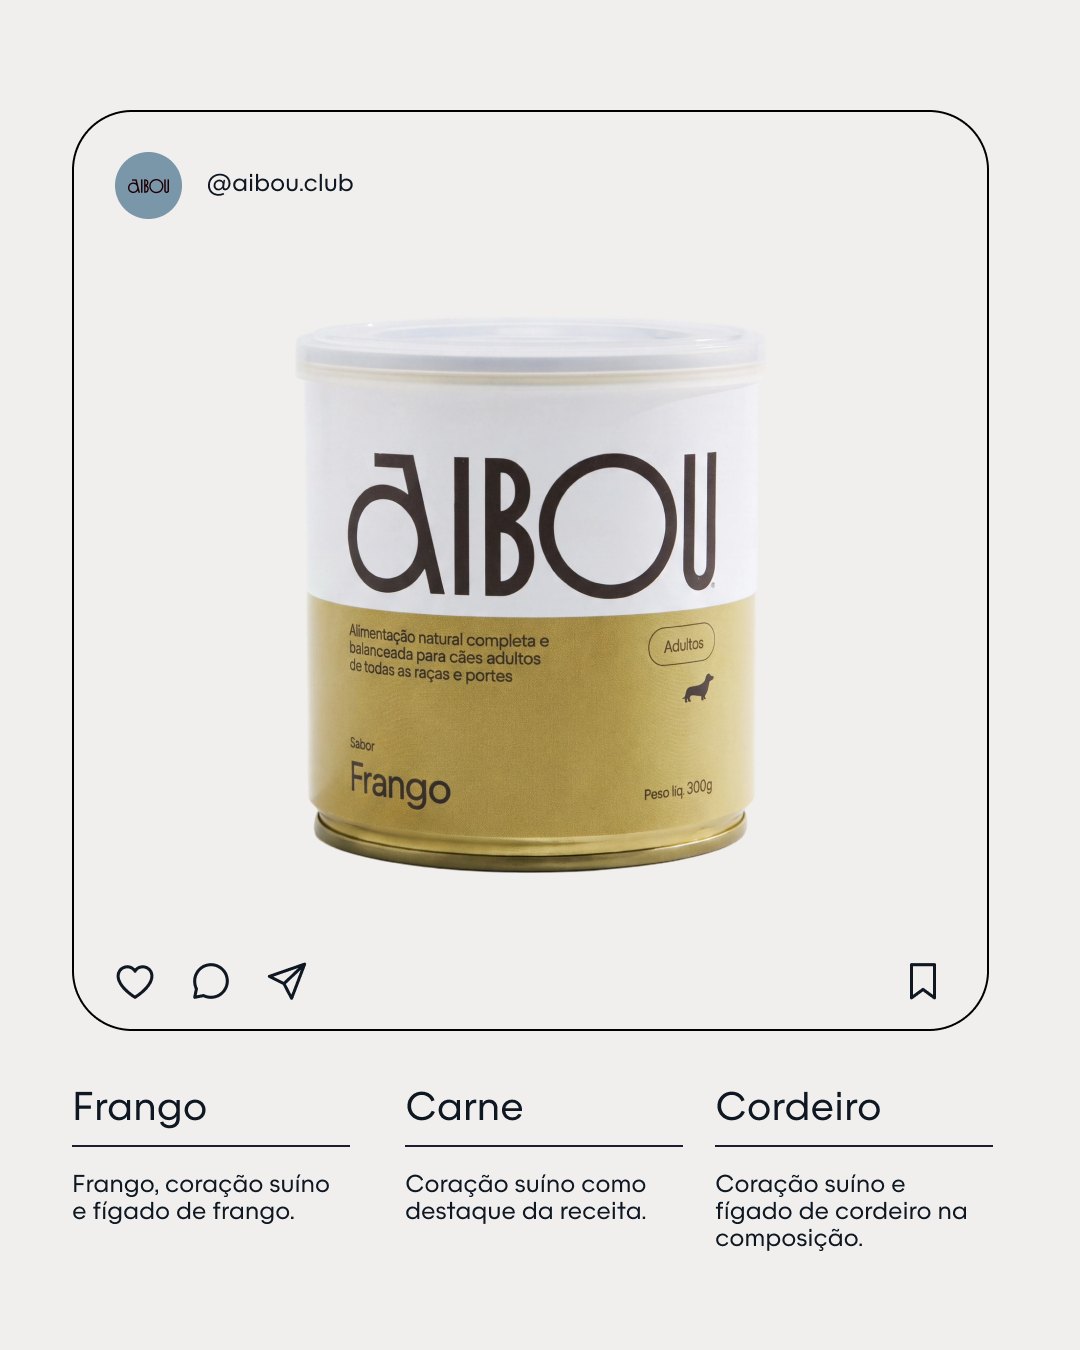 AIBOU
@aibou.club
AIBOU
Alimentação natural completa e
balanceada para cães adultos
de todas as raças e portes
Adultos
Sabor
Frango
Peso líq. 300g
Frango
Carne
Cordeiro
Frango, coração suíno
e fígado de frango.
Coração suíno como
destaque da receita.
Coração suíno e
fígado de cordeiro na
composição.